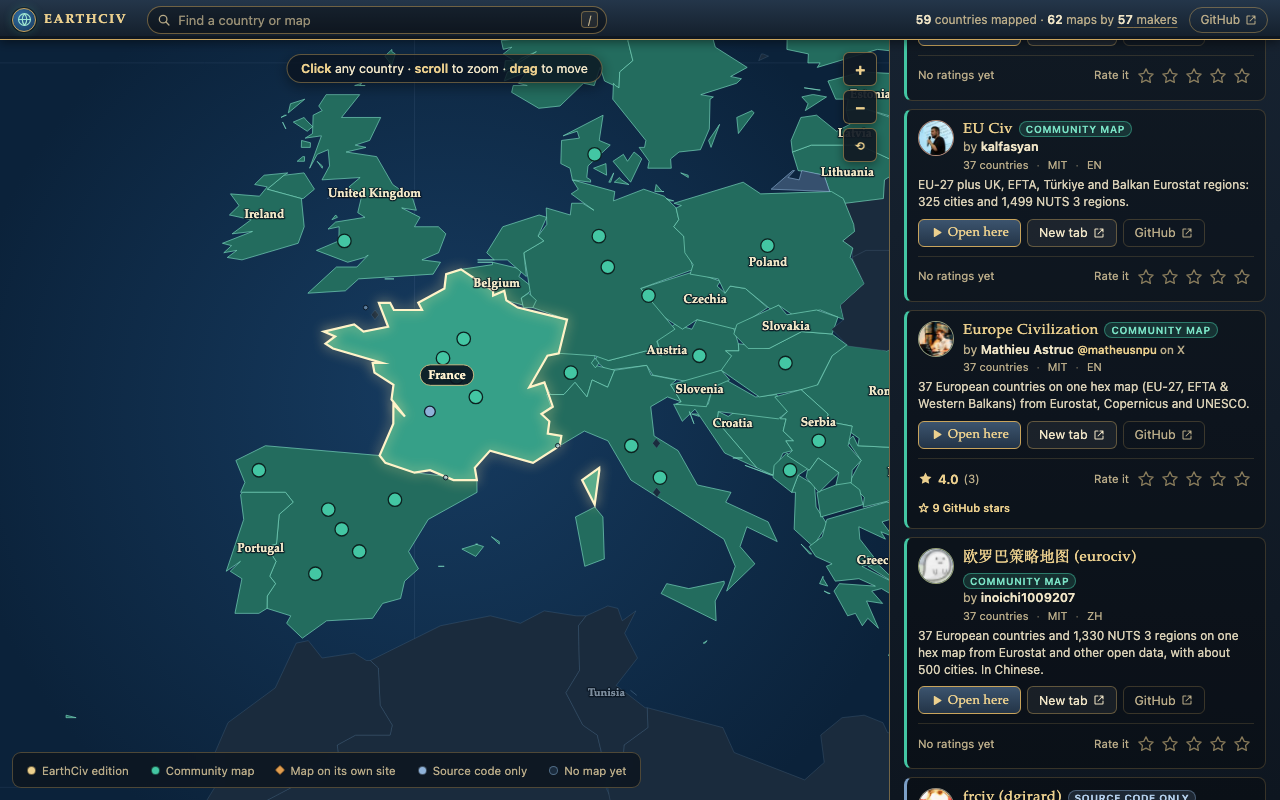 EARTHCIV
Find a country or map
/
59 countries mapped · 62 maps by 57 makers
GitHub
Click any country · scroll to zoom · drag to move
+
−
Latvia
Lithuania
United Kingdom
Ireland
Poland
Belgium
Czechia
Slovakia
Austria
France
Slovenia
Croatia
Serbia
Portugal
Greec
Tunisia
EarthCiv edition
Community map
Map on its own site
Source code only
No map yet
No ratings yet
Rate it
EU Civ
COMMUNITY MAP
by kalfasyan
37 countries · MIT · EN
EU-27 plus UK, EFTA, Türkiye and Balkan Eurostat regions:
325 cities and 1,499 NUTS 3 regions.
Open here
New tab
GitHub
No ratings yet
Rate it
Europe Civilization
COMMUNITY MAP
by Mathieu Astruc @matheusnpu on X
37 countries · MIT · EN
37 European countries on one hex map (EU-27, EFTA &
Western Balkans) from Eurostat, Copernicus and UNESCO.
Open here
New tab
GitHub
4.0 (3)
Rate it
9 GitHub stars
欧罗巴策略地图 (eurociv)
COMMUNITY MAP
by inoichi1009207
37 countries · MIT · ZH
37 European countries and 1,330 NUTS 3 regions on one
hex map from Eurostat and other open data, with about
500 cities. In Chinese.
Open here
New tab
GitHub
No ratings yet
Rate it
frciv (dgirard)
SOURCE CODE ONLY